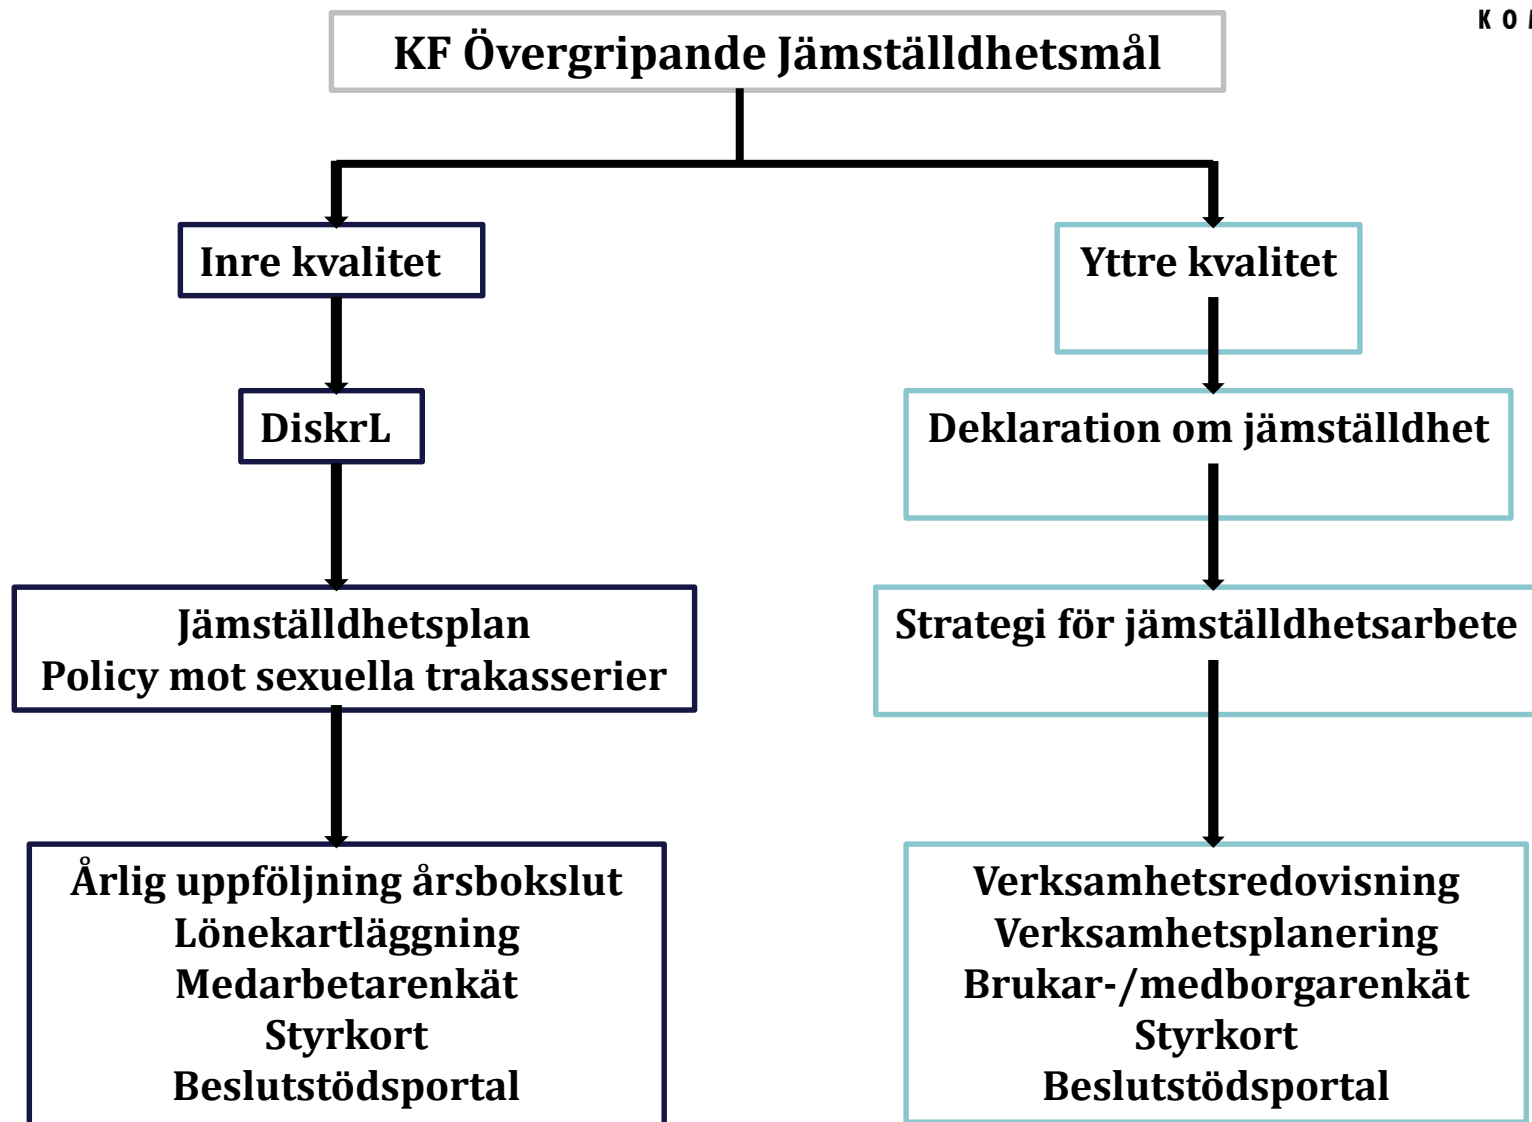 KF Övergripande Jämställdhetsmål
Inre kvalitet
DiskrL
Jämställdhetsplan
Policy mot sexuella trakasserier
Årlig uppföljning årsbokslut
Lönekartläggning
Medarbetarenkät
Styrkort
Beslutstödsportal
Yttre kvalitet
Deklaration om jämställdhet
Strategi för jämställdhetsarbete
Verksamhetsredovisning
Verksamhetsplanering
Brukar-/medborgarenkät
Styrkort
Beslutstödsportal